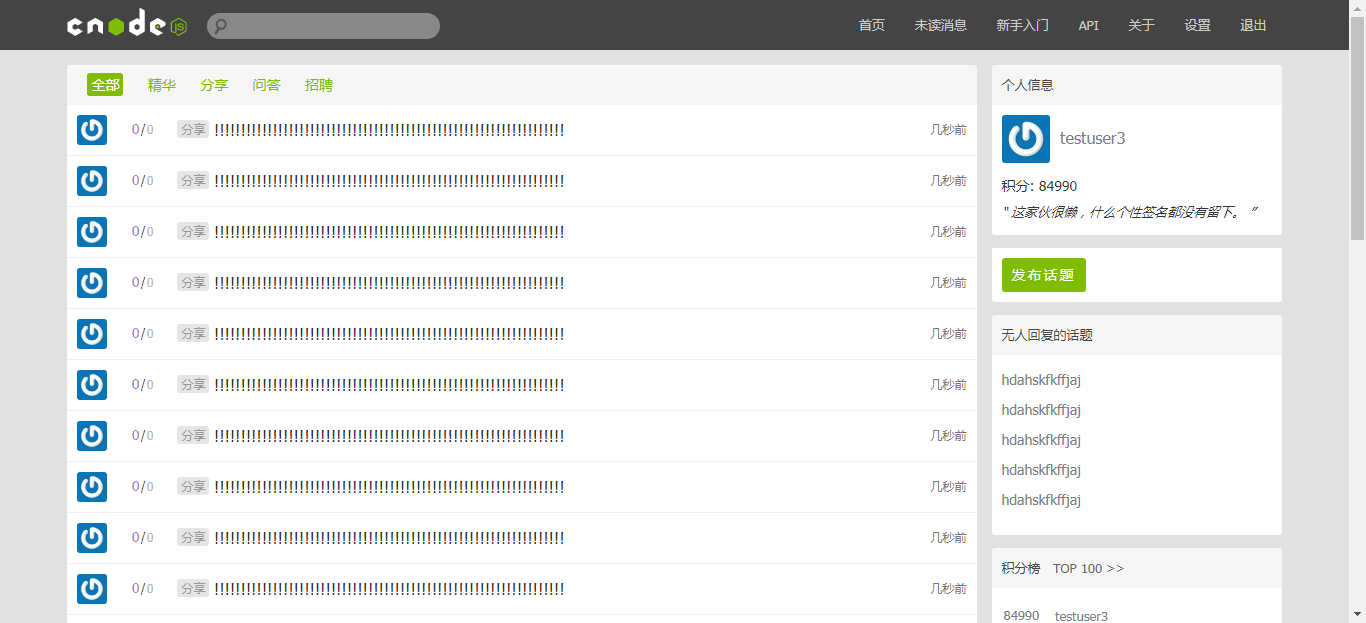 cnode JS 首页 未读消息 新手入门 API 关于 设置 退出
全部 精华 分享 问答 招聘
0/0 分享 !!!!!!!!!!!!!!!!!!!!!!!!!!!!!!!!!!!!!!!!!!!!!!!!!!!!!!!!!!!!!!!!!! 几秒前
0/0 分享 !!!!!!!!!!!!!!!!!!!!!!!!!!!!!!!!!!!!!!!!!!!!!!!!!!!!!!!!!!!!!!!!!! 几秒前
0/0 分享 !!!!!!!!!!!!!!!!!!!!!!!!!!!!!!!!!!!!!!!!!!!!!!!!!!!!!!!!!!!!!!!!!! 几秒前
0/0 分享 !!!!!!!!!!!!!!!!!!!!!!!!!!!!!!!!!!!!!!!!!!!!!!!!!!!!!!!!!!!!!!!!!! 几秒前
0/0 分享 !!!!!!!!!!!!!!!!!!!!!!!!!!!!!!!!!!!!!!!!!!!!!!!!!!!!!!!!!!!!!!!!!! 几秒前
0/0 分享 !!!!!!!!!!!!!!!!!!!!!!!!!!!!!!!!!!!!!!!!!!!!!!!!!!!!!!!!!!!!!!!!!! 几秒前
0/0 分享 !!!!!!!!!!!!!!!!!!!!!!!!!!!!!!!!!!!!!!!!!!!!!!!!!!!!!!!!!!!!!!!!!! 几秒前
0/0 分享 !!!!!!!!!!!!!!!!!!!!!!!!!!!!!!!!!!!!!!!!!!!!!!!!!!!!!!!!!!!!!!!!!! 几秒前
0/0 分享 !!!!!!!!!!!!!!!!!!!!!!!!!!!!!!!!!!!!!!!!!!!!!!!!!!!!!!!!!!!!!!!!!! 几秒前
0/0 分享 !!!!!!!!!!!!!!!!!!!!!!!!!!!!!!!!!!!!!!!!!!!!!!!!!!!!!!!!!!!!!!!!!! 几秒前
个人信息
testuser3
积分: 84990
"这家伙很懒，什么个性签名都没有留下。"
发布话题
无人回复的话题
hdahskfkffjaj
hdahskfkffjaj
hdahskfkffjaj
hdahskfkffjaj
hdahskfkffjaj
积分榜 TOP 100 >>
84990 testuser3